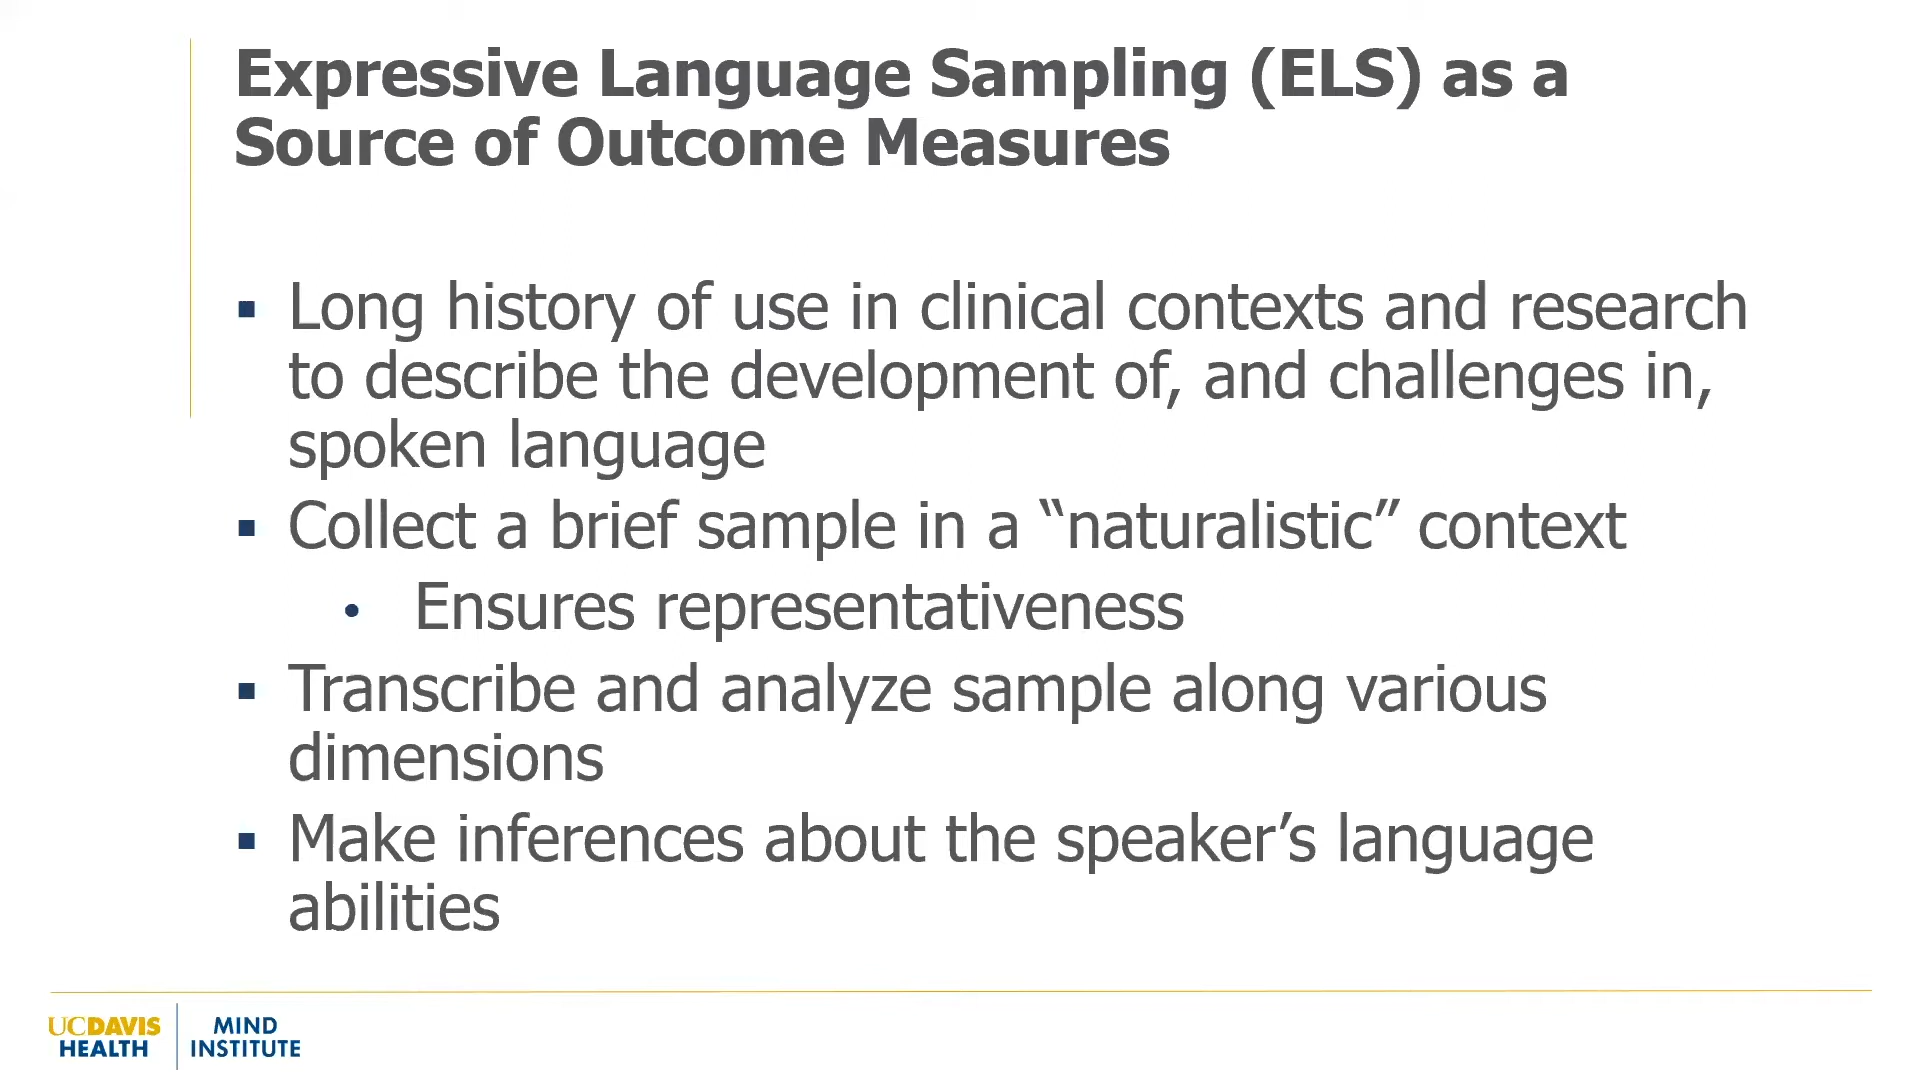 Expressive Language Sampling (ELS) as a
Source of Outcome Measures
▪ Long history of use in clinical contexts and research
to describe the development of, and challenges in,
spoken language
▪ Collect a brief sample in a “naturalistic” context
• Ensures representativeness
▪ Transcribe and analyze sample along various
dimensions
▪ Make inferences about the speaker’s language
abilities
UCDAVIS
HEALTH
MIND
INSTITUTE